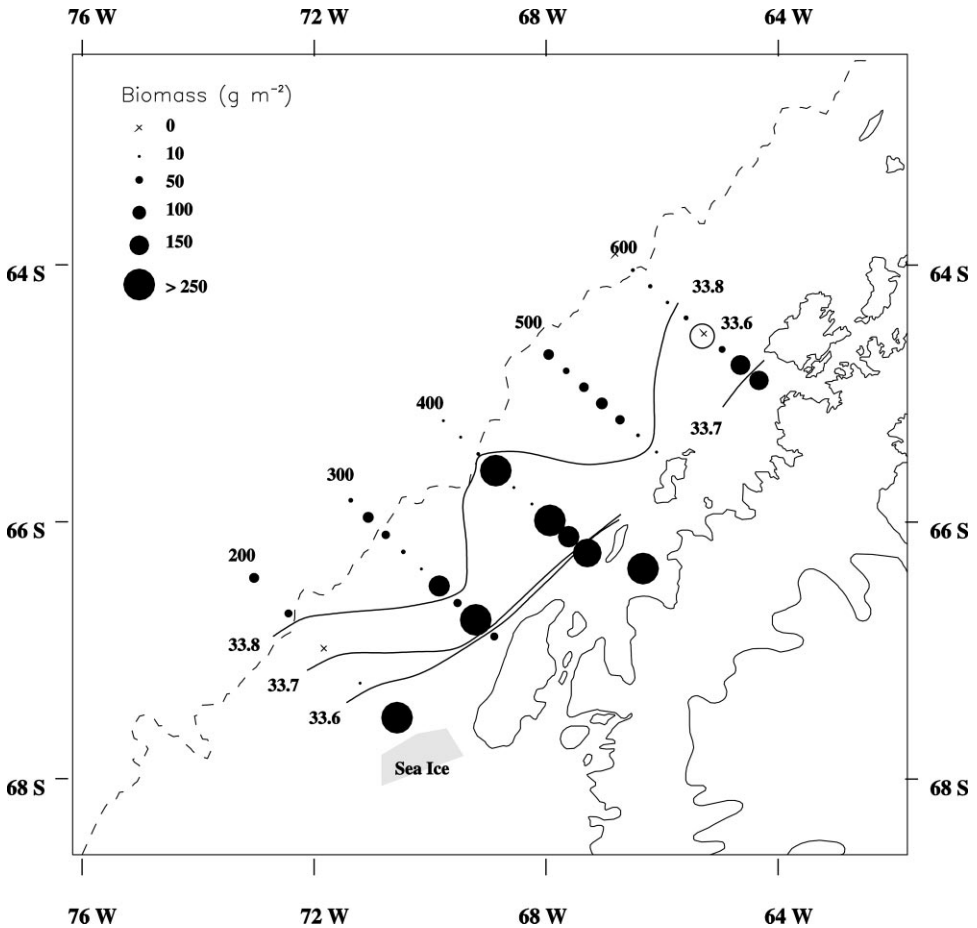 76 W 72 W 68 W 64 W
Biomass (g m⁻²)
0
10
50
100
150
> 250
600
64 S 64 S
33.8
33.6
500
400
33.7
300
66 S 66 S
200
33.8
33.7
33.6
Sea Ice
68 S 68 S
76 W 72 W 68 W 64 W